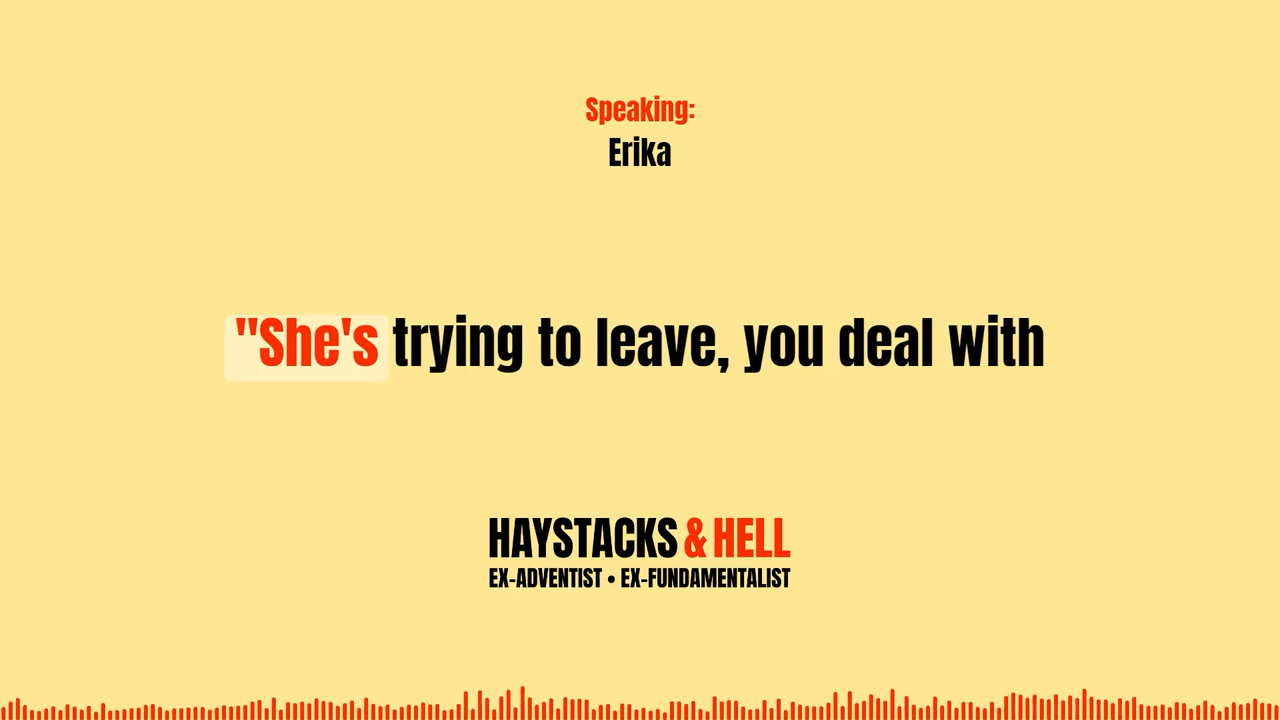 Speaking:
Erika
"She's trying to leave, you deal with
HAYSTACKS & HELL
EX-ADVENTIST • EX-FUNDAMENTALIST